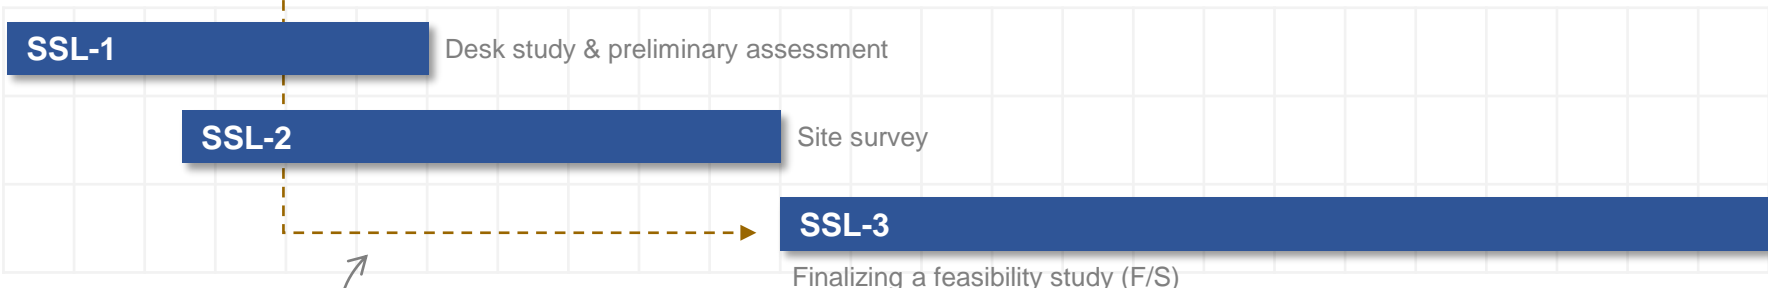 SSL-1 Desk study & preliminary assessment
SSL-2 Site survey
SSL-3
Finalizing a feasibility study (F/S)